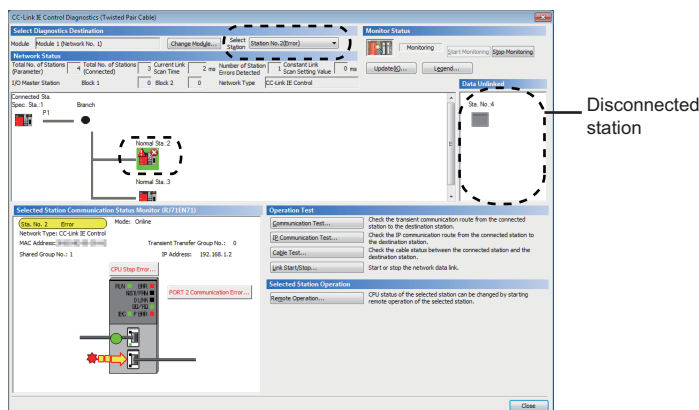 CC-Link IE Control Diagnostics (Twisted Pair Cable)
Select Diagnostics Destination
Monitor Status
Module Module 1 (Network No. 1) Change Module... Select Station Station No.2(Error)
Monitoring Start Monitoring Stop Monitoring
Network Status
Total No. of Stations (Parameter) 4 Total No. of Stations (Connected) 3 Current Link Scan Time 2 ms Number of Station Errors Detected 1 Constant Link Scan Setting Value 0 ms
Update(X)... Legend...
I/O Master Station Block 1 0 Block 2 0 Network Type CC-Link IE Control
Data Unlinked
Connected Sta.
Spec. Sta.:1 Branch
P1
Sta. No.:4
Disconnected
station
Normal Sta.:2
Normal Sta.:3
Selected Station Communication Status Monitor (RJ71EN71)
Operation Test
Sta. No. 2 Error Mode: Online
Network Type: CC-Link IE Control
MAC Address: Transient Transfer Group No.: 0
Shared Group No.: 1 IP Address: 192.168.1.2
Communication Test... Check the transient communication route from the connected station to the destination station.
IP Communication Test... Check the IP communication route from the connected station to the destination station.
Cable Test... Check the cable status between the connected station and the destination station.
Link Start/Stop... Start or stop the network data link.
CPU Stop Error...
PORT 2 Communication Error...
RUN ERR
D LINK
SD/RD
P ERR
Selected Station Operation
Remote Operation... CPU status of the selected station can be changed by starting remote operation of the selected station.
Close